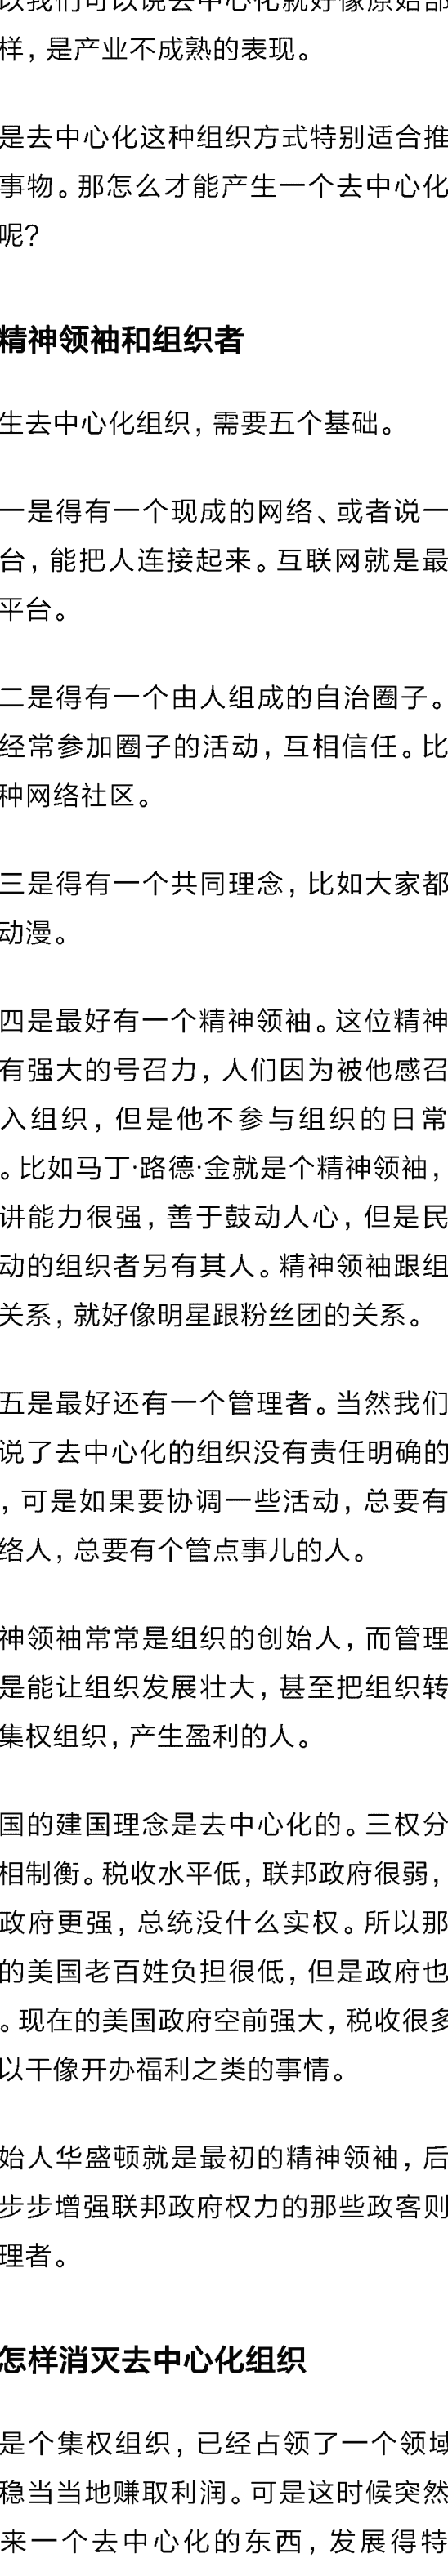 以我们可以说去中心化就好像原始部
样，是产业不成熟的表现。
是去中心化这种组织方式特别适合推
事物。那怎么才能产生一个去中心化
呢？
精神领袖和组织者
生去中心化组织，需要五个基础。
一是得有一个现成的网络、或者说一
台，能把人连接起来。互联网就是最
平台。
二是得有一个由人组成的自治圈子。
经常参加圈子的活动，互相信任。比
种网络社区。
三是得有一个共同理念，比如大家都
动漫。
四是最好有一个精神领袖。这位精神
有强大的号召力，人们因为被他感召
入组织，但是他不参与组织的日常
。比如马丁·路德·金就是个精神领袖，
讲能力很强，善于鼓动人心，但是民
动的组织者另有其人。精神领袖跟组
关系，就好像明星跟粉丝团的关系。
五是最好还有一个管理者。当然我们
说了去中心化的组织没有责任明确的
，可是如果要协调一些活动，总要有
络人，总要有个管点事儿的人。
神领袖常常是组织的创始人，而管理
是能让组织发展壮大，甚至把组织转
集权组织，产生盈利的人。
国的建国理念是去中心化的。三权分
相制衡。税收水平低，联邦政府很弱，
政府更强，总统没什么实权。所以那
的美国老百姓负担很低，但是政府也
。现在的美国政府空前强大，税收很多
以干像开办福利之类的事情。
始人华盛顿就是最初的精神领袖，后
步步增强联邦政府权力的那些政客则
理者。
怎样消灭去中心化组织
是个集权组织，已经占领了一个领域
稳当当地赚取利润。可是这时候突然
来一个去中心化的东西，发展得特